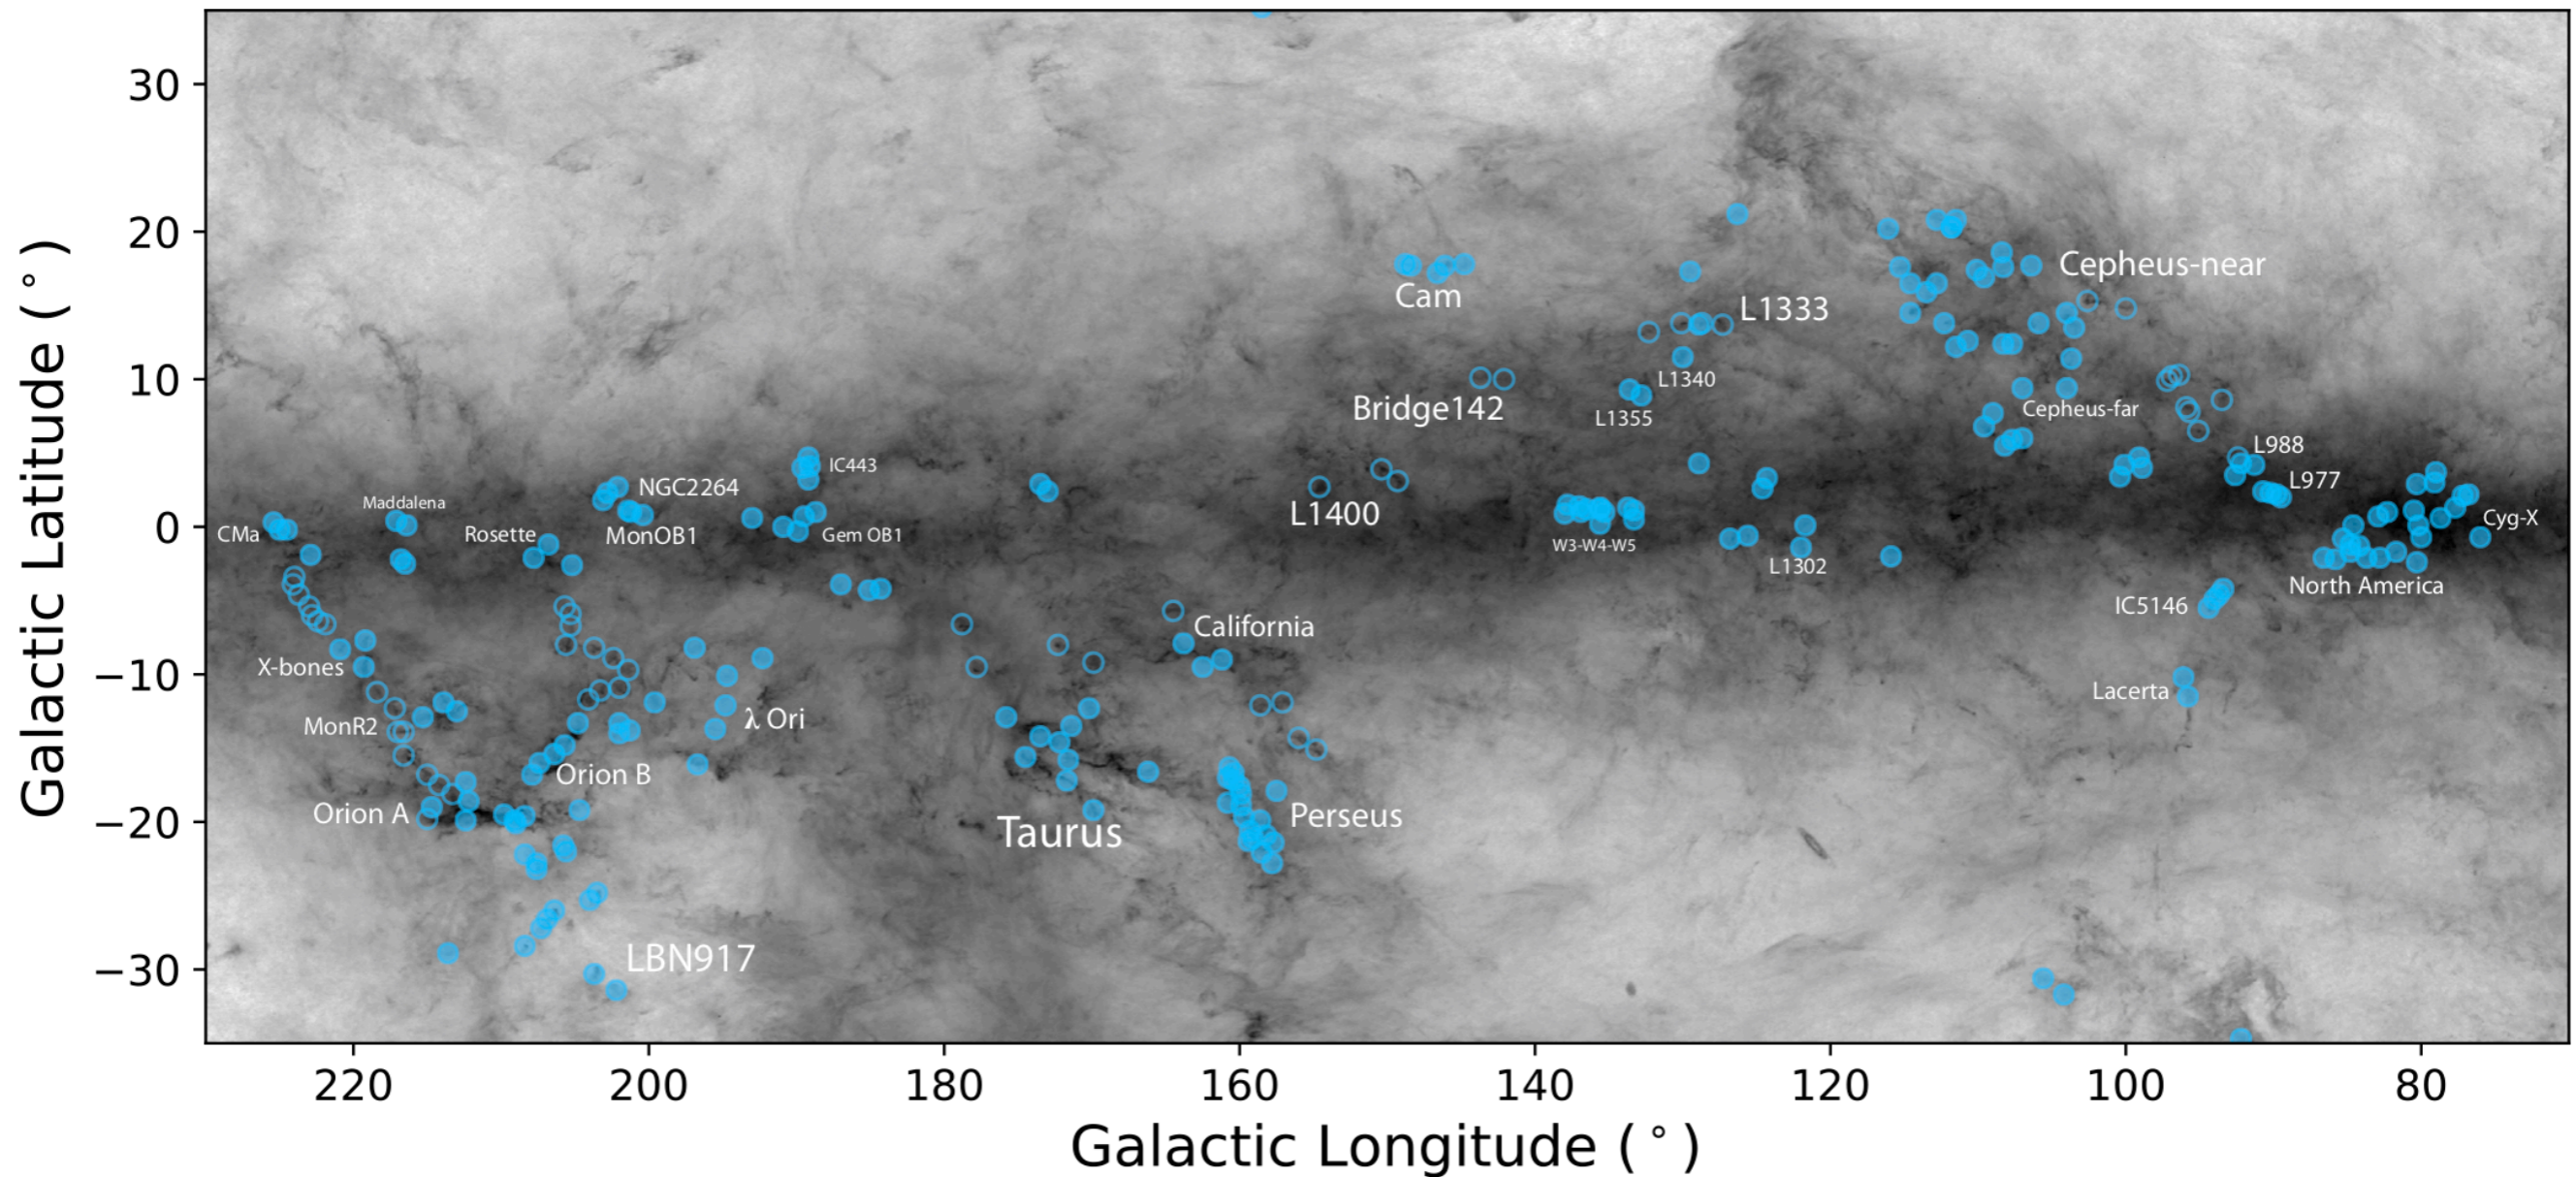 30
20
10
0
−10
−20
−30
Galactic Latitude (°)
Cepheus-near
Cam
L1333
L1340
Bridge142
L1355
Cepheus-far
L988
IC443
NGC2264
L977
Maddalena
L1400
Cyg-X
CMa
Rosette
MonOB1
Gem OB1
W3-W4-W5
L1302
North America
IC5146
California
X-bones
Lacerta
λ Ori
MonR2
Orion B
Orion A
Perseus
Taurus
LBN917
220
200
180
160
140
120
100
80
Galactic Longitude (°)